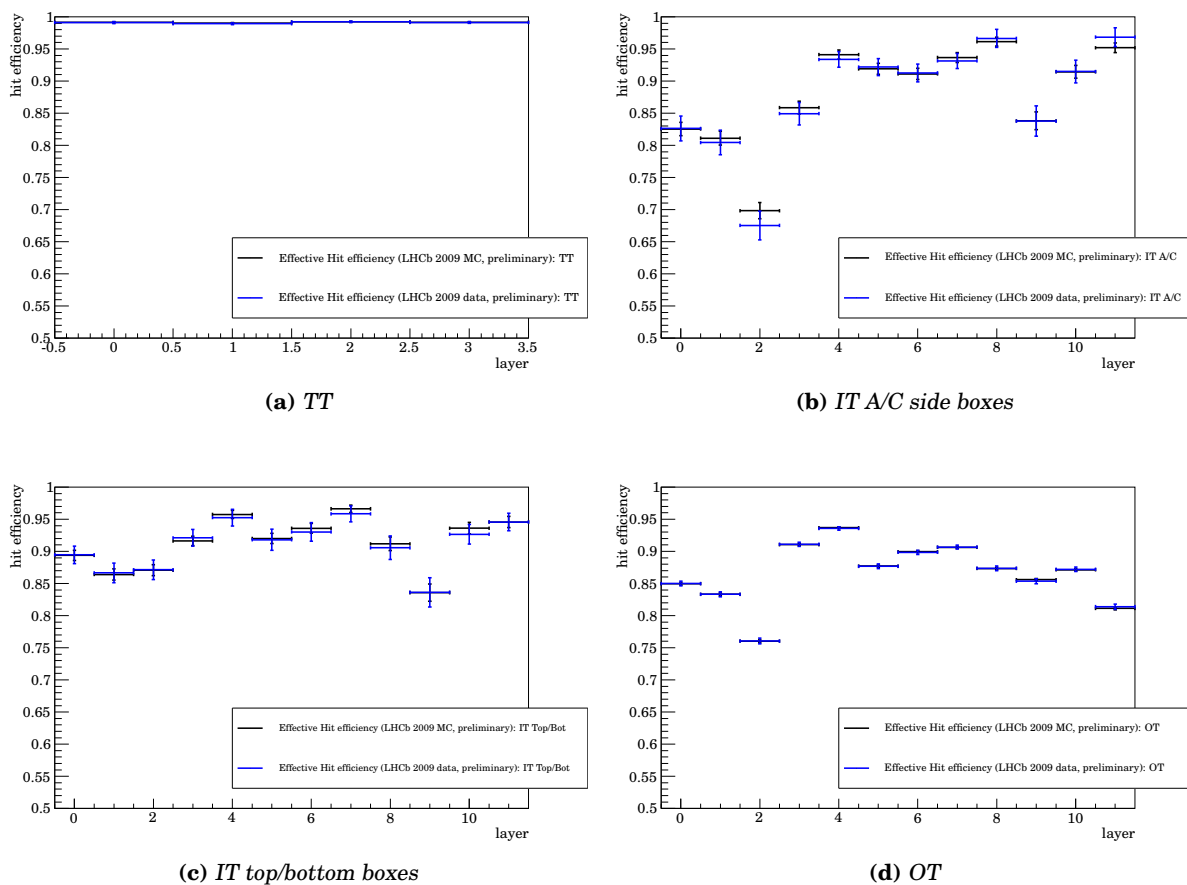 hit efficiency
1
0.95
0.9
0.85
0.8
0.75
0.7
0.65
0.6
0.55
0.5
Effective Hit efficiency (LHCb 2009 MC, preliminary): TT
Effective Hit efficiency (LHCb 2009 data, preliminary): TT
-0.5 0 0.5 1 1.5 2 2.5 3 3.5
layer
(a) TT
hit efficiency
1
0.95
0.9
0.85
0.8
0.75
0.7
0.65
0.6
0.55
0.5
Effective Hit efficiency (LHCb 2009 MC, preliminary): IT A/C
Effective Hit efficiency (LHCb 2009 data, preliminary): IT A/C
0 2 4 6 8 10
layer
(b) IT A/C side boxes
hit efficiency
1
0.95
0.9
0.85
0.8
0.75
0.7
0.65
0.6
0.55
0.5
Effective Hit efficiency (LHCb 2009 MC, preliminary): IT Top/Bot
Effective Hit efficiency (LHCb 2009 data, preliminary): IT Top/Bot
0 2 4 6 8 10
layer
(c) IT top/bottom boxes
hit efficiency
1
0.95
0.9
0.85
0.8
0.75
0.7
0.65
0.6
0.55
0.5
Effective Hit efficiency (LHCb 2009 MC, preliminary): OT
Effective Hit efficiency (LHCb 2009 data, preliminary): OT
0 2 4 6 8 10
layer
(d) OT